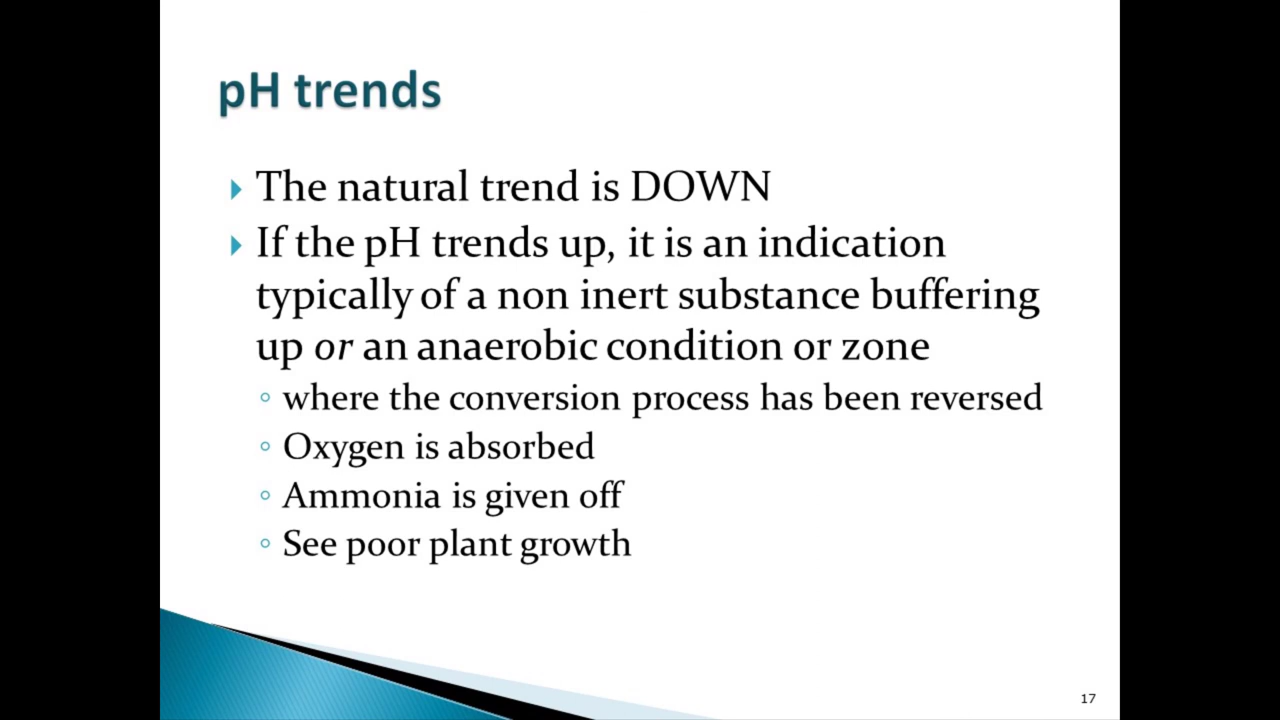 pH trends
The natural trend is DOWN
If the pH trends up, it is an indication
typically of a non inert substance buffering
up or an anaerobic condition or zone
where the conversion process has been reversed
Oxygen is absorbed
Ammonia is given off
See poor plant growth
17